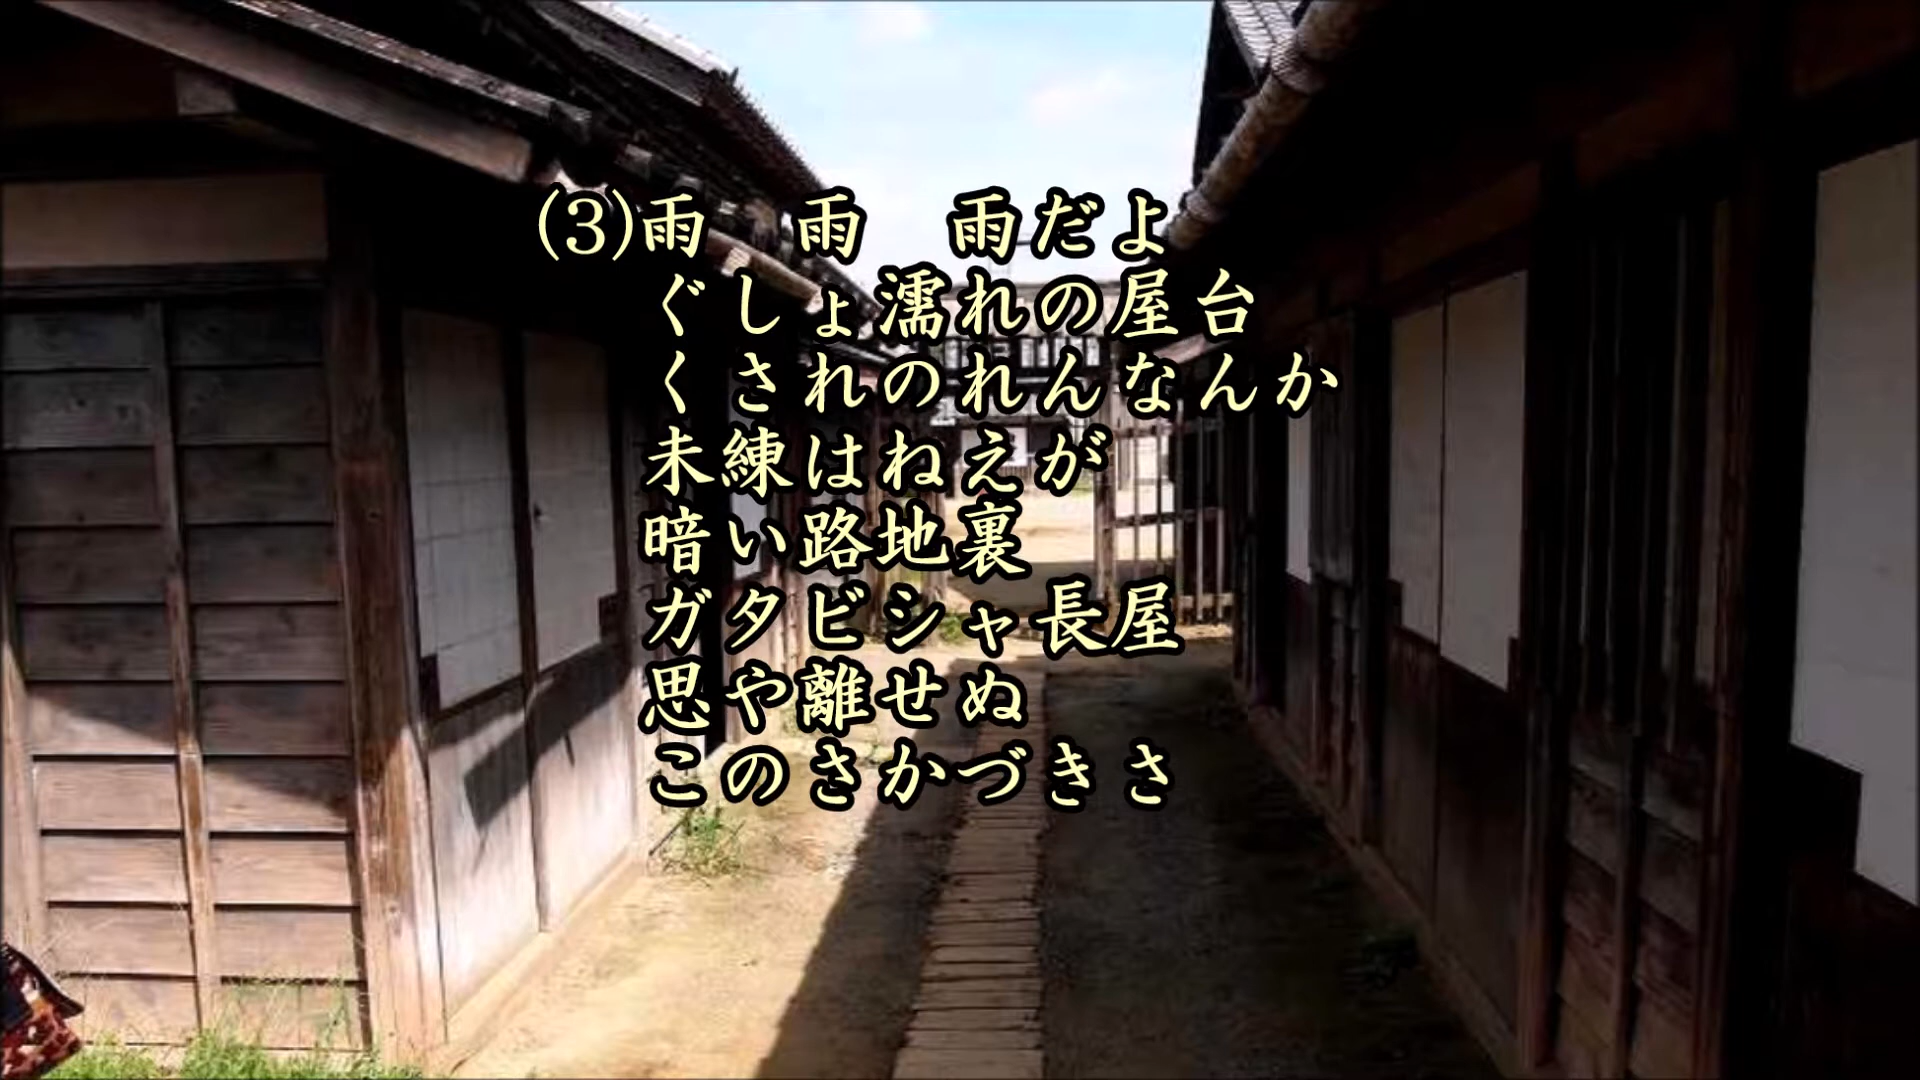 (3)雨　雨　雨だよ
ぐしょ濡れの屋台
くされのれんなんか
未練はねえが
暗い路地裏
ガタビシャ長屋
思や離せぬ
このさかづきさ